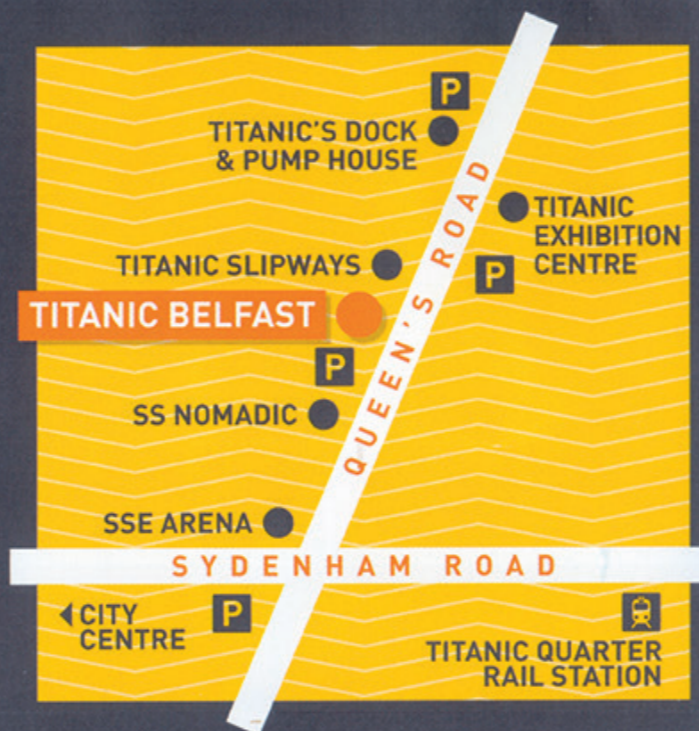 P
TITANIC'S DOCK
& PUMP HOUSE
TITANIC
EXHIBITION
CENTRE
P
TITANIC SLIPWAYS
TITANIC BELFAST
P
QUEEN'S ROAD
SS NOMADIC
SSE ARENA
SYDENHAM ROAD
CITY
CENTRE
P
TITANIC QUARTER
RAIL STATION